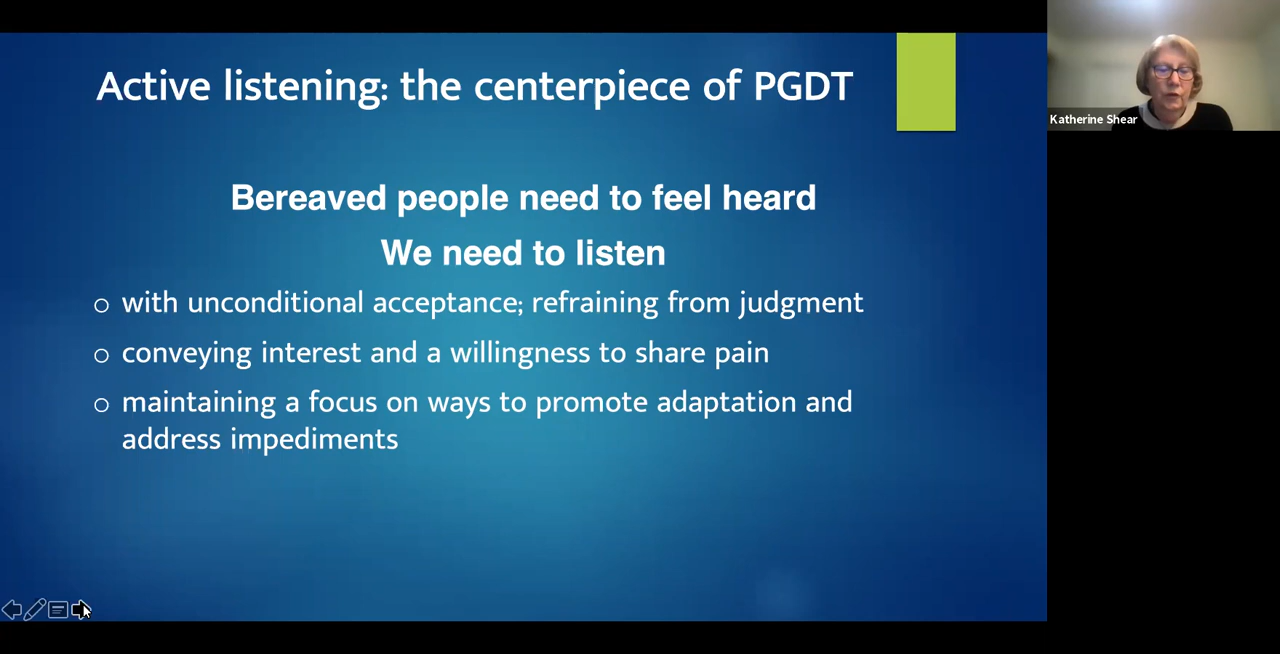 Active listening: the centerpiece of PGDT
Bereaved people need to feel heard
We need to listen
with unconditional acceptance; refraining from judgment
conveying interest and a willingness to share pain
maintaining a focus on ways to promote adaptation and
address impediments
Katherine Shear